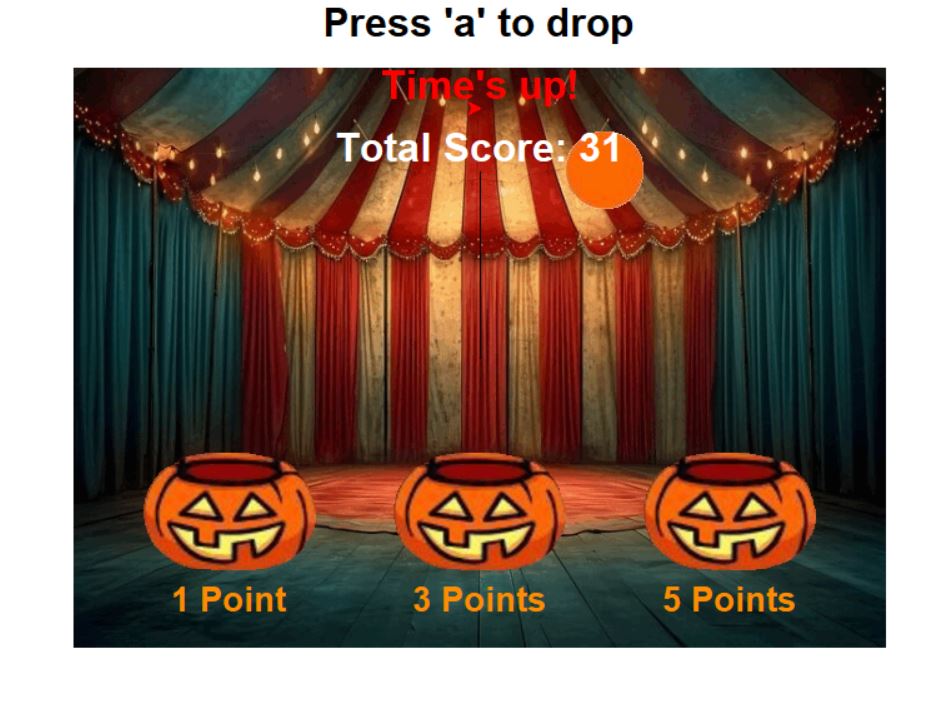 Press 'a' to drop
Time's up!
Total Score: 31
1 Point
3 Points
5 Points